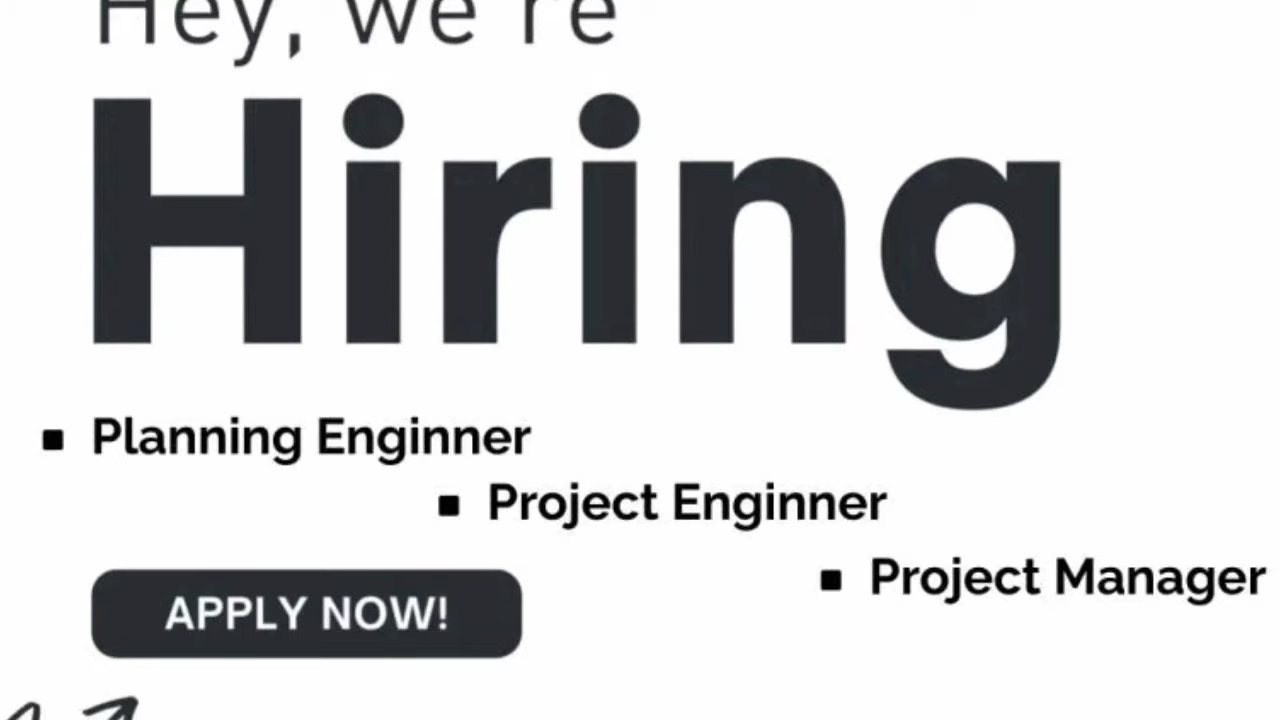 Hey, we're
Hiring
▪ Planning Enginner
▪ Project Enginner
▪ Project Manager
APPLY NOW!